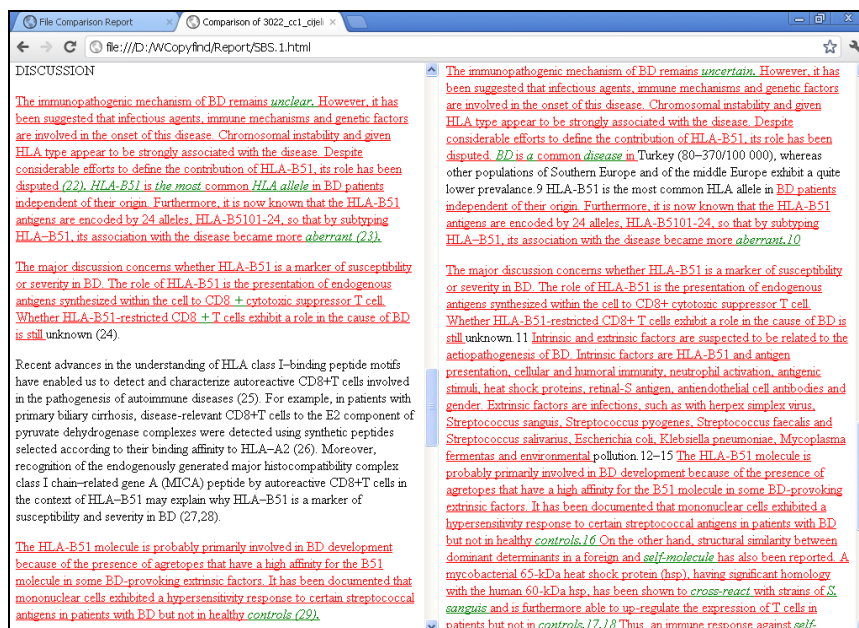 File Comparison Report
Comparison of 3022_cc1_cijeli
file:///D:/WCopyfind/Report/SBS.1.html
DISCUSSION
The immunopathogenic mechanism of BD remains unclear. However, it has
been suggested that infectious agents, immune mechanisms and genetic factors
are involved in the onset of this disease. Chromosomal instability and given
HLA type appear to be strongly associated with the disease. Despite
considerable efforts to define the contribution of HLA-B51, its role has been
disputed (22). HLA-B51 is the most common HLA allele in BD patients
independent of their origin. Furthermore, it is now known that the HLA-B51
antigens are encoded by 24 alleles, HLA-B5101-24, so that by subtyping
HLA–B51, its association with the disease became more aberrant (23).
The major discussion concerns whether HLA-B51 is a marker of susceptibility
or severity in BD. The role of HLA-B51 is the presentation of endogenous
antigens synthesized within the cell to CD8 + cytotoxic suppressor T cell.
Whether HLA-B51-restricted CD8 + T cells exhibit a role in the cause of BD
is still unknown (24).
Recent advances in the understanding of HLA class I–binding peptide motifs
have enabled us to detect and characterize autoreactive CD8+T cells involved
in the pathogenesis of autoimmune diseases (25). For example, in patients with
primary biliary cirrhosis, disease-relevant CD8+T cells to the E2 component of
pyruvate dehydrogenase complexes were detected using synthetic peptides
selected according to their binding affinity to HLA–A2 (26). Moreover,
recognition of the endogenously generated major histocompatibility complex
class I chain–related gene A (MICA) peptide by autoreactive CD8+T cells in
the context of HLA–B51 may explain why HLA–B51 is a marker of
susceptibility and severity in BD (27,28).
The HLA-B51 molecule is probably primarily involved in BD development
because of the presence of agretopes that have a high affinity for the B51
molecule in some BD-provoking extrinsic factors. It has been documented that
mononuclear cells exhibited a hypersensitivity response to certain streptococcal
antigens in patients with BD but not in healthy controls (29).
The immunopathogenic mechanism of BD remains uncertain. However, it has
been suggested that infectious agents, immune mechanisms and genetic factors
are involved in the onset of this disease. Chromosomal instability and given
HLA type appear to be strongly associated with the disease. Despite
considerable efforts to define the contribution of HLA-B51, its role has been
disputed. BD is a common disease in Turkey (80–370/100 000), whereas
other populations of Southern Europe and of the middle Europe exhibit a quite
lower prevalance.9 HLA-B51 is the most common HLA allele in BD patients
independent of their origin. Furthermore, it is now known that the HLA-B51
antigens are encoded by 24 alleles, HLA-B5101-24, so that by subtyping
HLA–B51, its association with the disease became more aberrant.10
The major discussion concerns whether HLA-B51 is a marker of susceptibility
or severity in BD. The role of HLA-B51 is the presentation of endogenous
antigens synthesized within the cell to CD8+ cytotoxic suppressor T cell.
Whether HLA-B51-restricted CD8+ T cells exhibit a role in the cause of BD is
still unknown.11 Intrinsic and extrinsic factors are suspected to be related to the
aetiopathogenesis of BD. Intrinsic factors are HLA-B51 and antigen
presentation, cellular and humoral immunity, neutrophil activation, antigenic
stimuli, heat shock proteins, retinal-S antigen, antiendothelial cell antibodies and
gender. Extrinsic factors are infections, such as with herpex simplex virus,
Streptococcus sanguis, Streptococcus pyogenes, Streptococcus faecalis and
Streptococcus salivarius, Escherichia coli, Klebsiella pneumoniae, Mycoplasma
fermentas and environmental pollution.12–15 The HLA-B51 molecule is
probably primarily involved in BD development because of the presence of
agretopes that have a high affinity for the B51 molecule in some BD-provoking
extrinsic factors. It has been documented that mononuclear cells exhibited a
hypersensitivity response to certain streptococcal antigens in patients with BD
but not in healthy controls.16 On the other hand, structural similarity between
dominant determinants in a foreign and self-molecule has also been reported. A
mycobacterial 65-kDa heat shock protein (hsp), having significant homology
with the human 60-kDa hsp, has been shown to cross-react with strains of S.
sanguis and is furthermore able to up-regulate the expression of T cells in
patients but not in controls.17,18 Thus, an immune response against self-